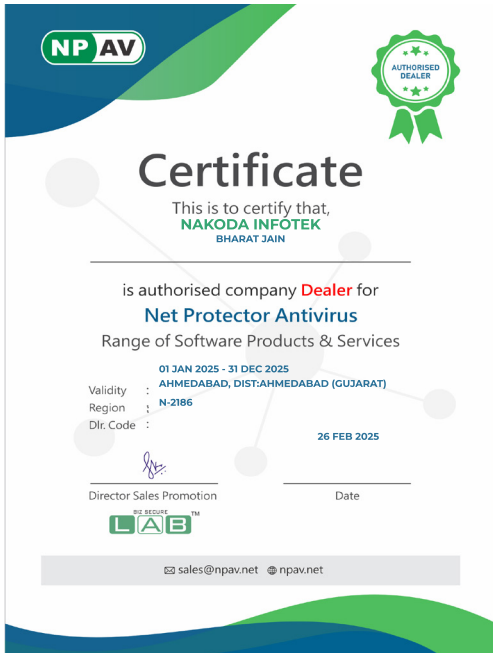 NP AV
AUTHORISED
DEALER
Certificate
This is to certify that,
NAKODA INFOTEK
BHARAT JAIN
is authorised company Dealer for
Net Protector Antivirus
Range of Software Products & Services
Validity : 01 JAN 2025 - 31 DEC 2025
Region : AHMEDABAD, DIST:AHMEDABAD (GUJARAT)
Dlr. Code : N-2186
26 FEB 2025
Director Sales Promotion
Date
BIZ SECURE
LAB TM
sales@npav.net npav.net